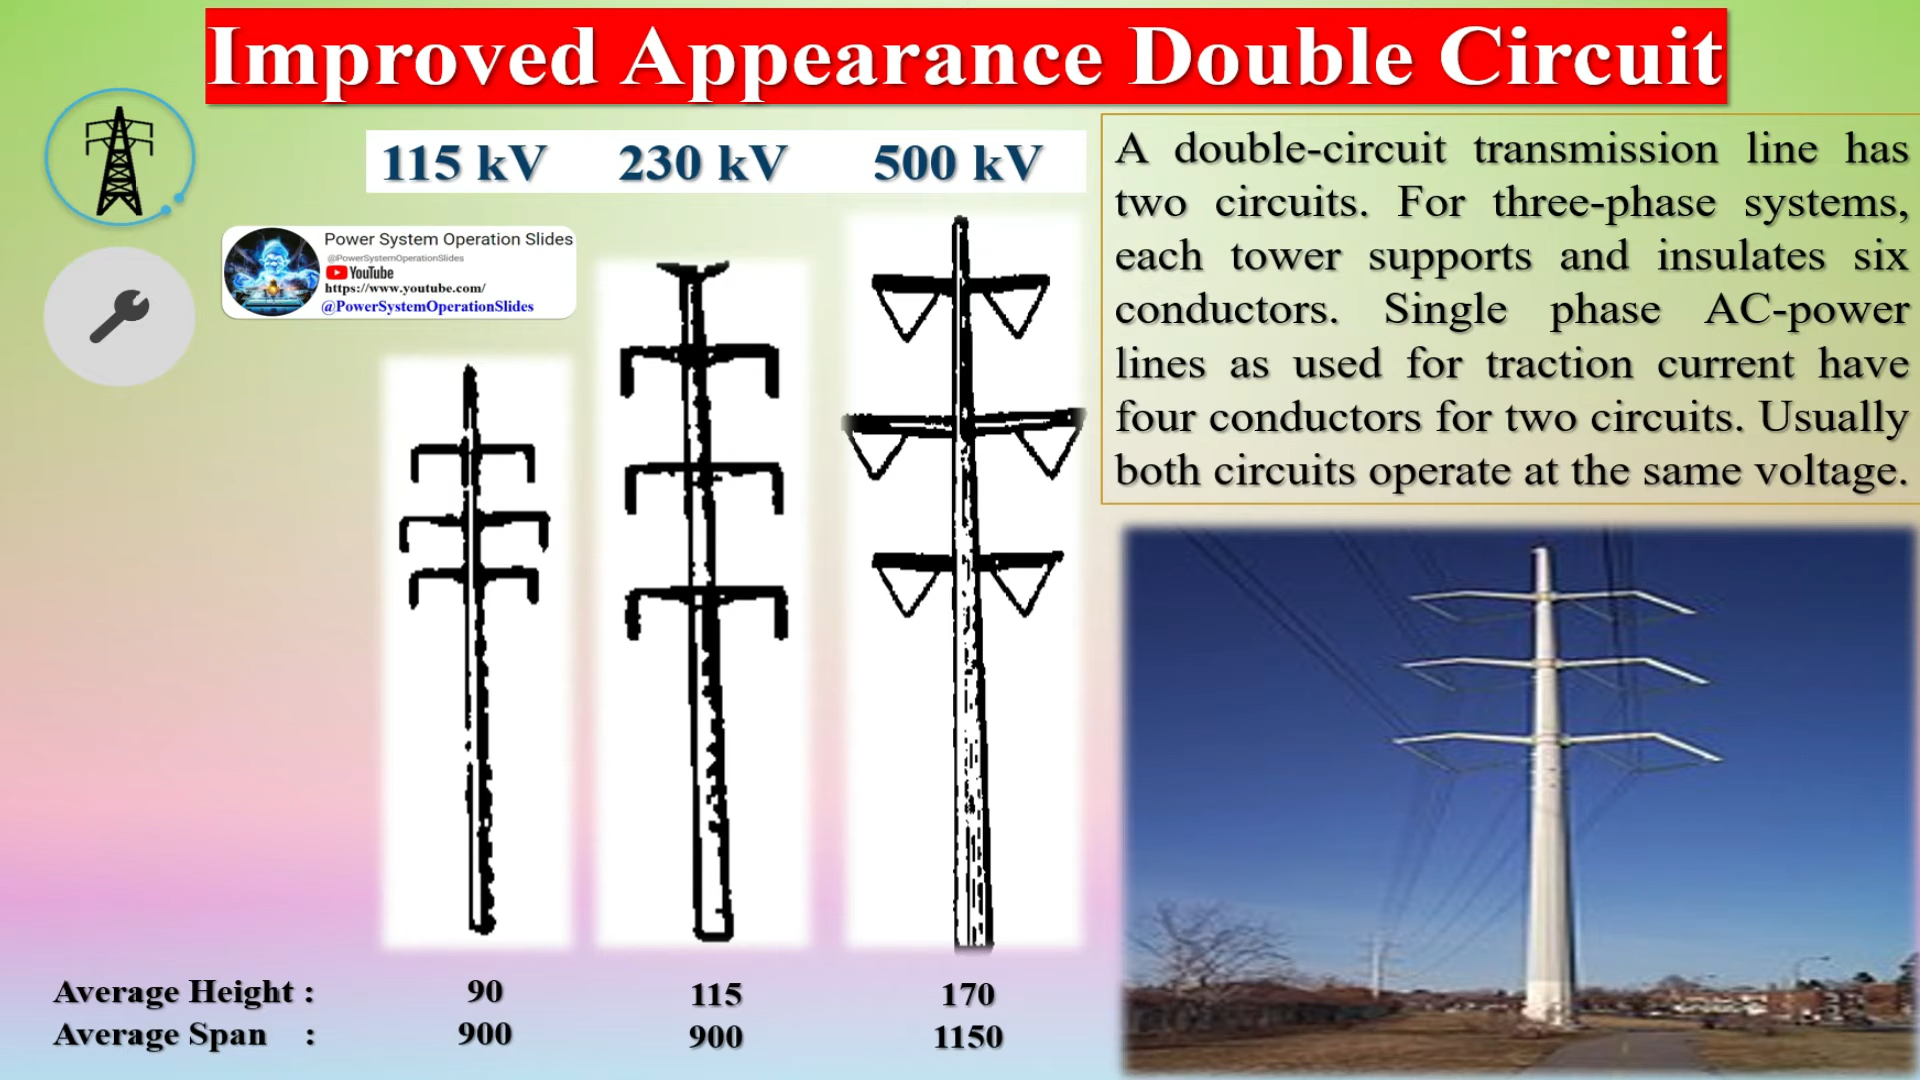 Improved Appearance Double Circuit
115 kV 230 kV 500 kV
Power System Operation Slides
@PowerSystemOperationSlides
YouTube
https://www.youtube.com/
@PowerSystemOperationSlides
A double-circuit transmission line has
two circuits. For three-phase systems,
each tower supports and insulates six
conductors. Single phase AC-power
lines as used for traction current have
four conductors for two circuits. Usually
both circuits operate at the same voltage.
Average Height : 90 115 170
Average Span : 900 900 1150